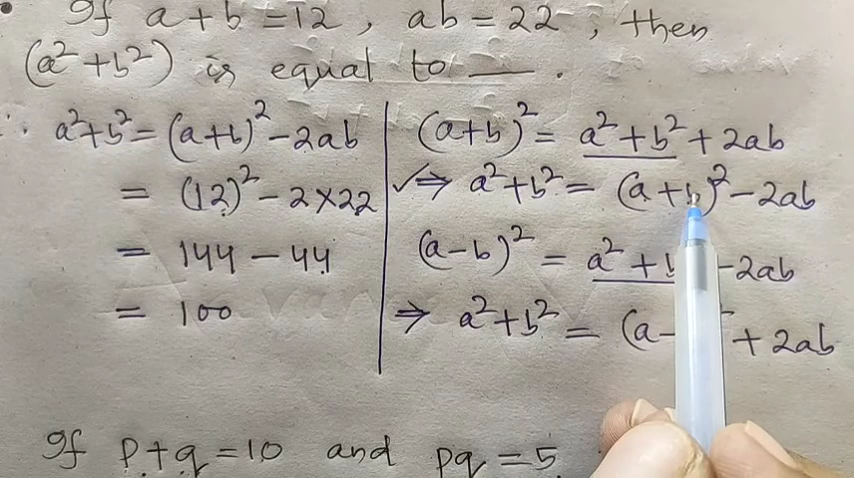 If a+b=12, ab=22, then
(a²+b²) is equal to ___.
∴ a²+b²=(a+b)²-2ab
= (12)²-2×22
= 144-44
= 100
(a+b)²= a²+b²+2ab
✓⇒ a²+b²= (a+b)²-2ab
(a-b)²= a²+b -2ab
⇒ a²+b²= (a- ² +2ab
If p+q=10 and pq=5